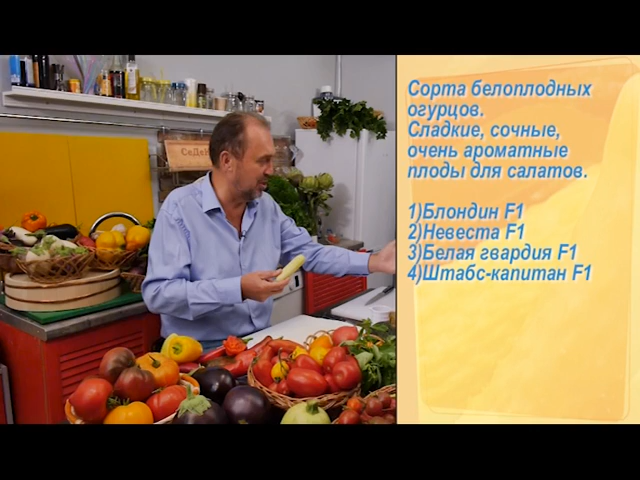 Сорта белоплодных
огурцов.
Сладкие, сочные,
очень ароматные
плоды для салатов.
1)Блондин F1
2)Невеста F1
3)Белая гвардия F1
4)Штабс-капитан F1